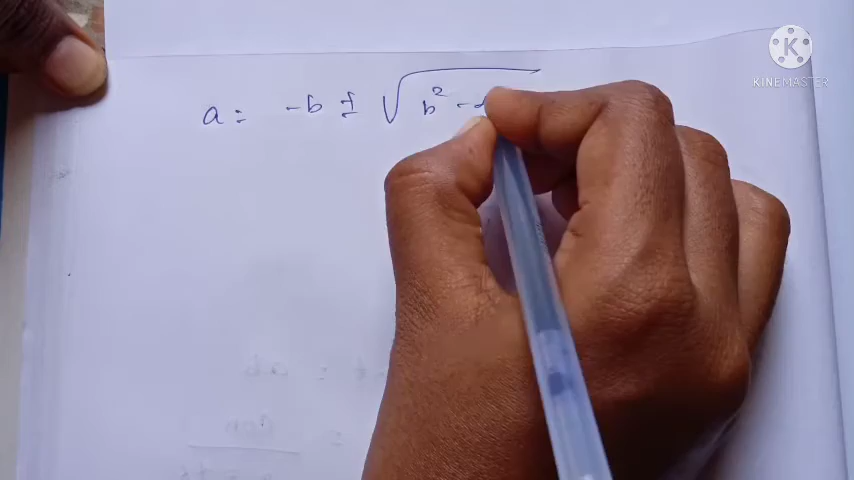 a = -b ± √b² -
KINEMASTER